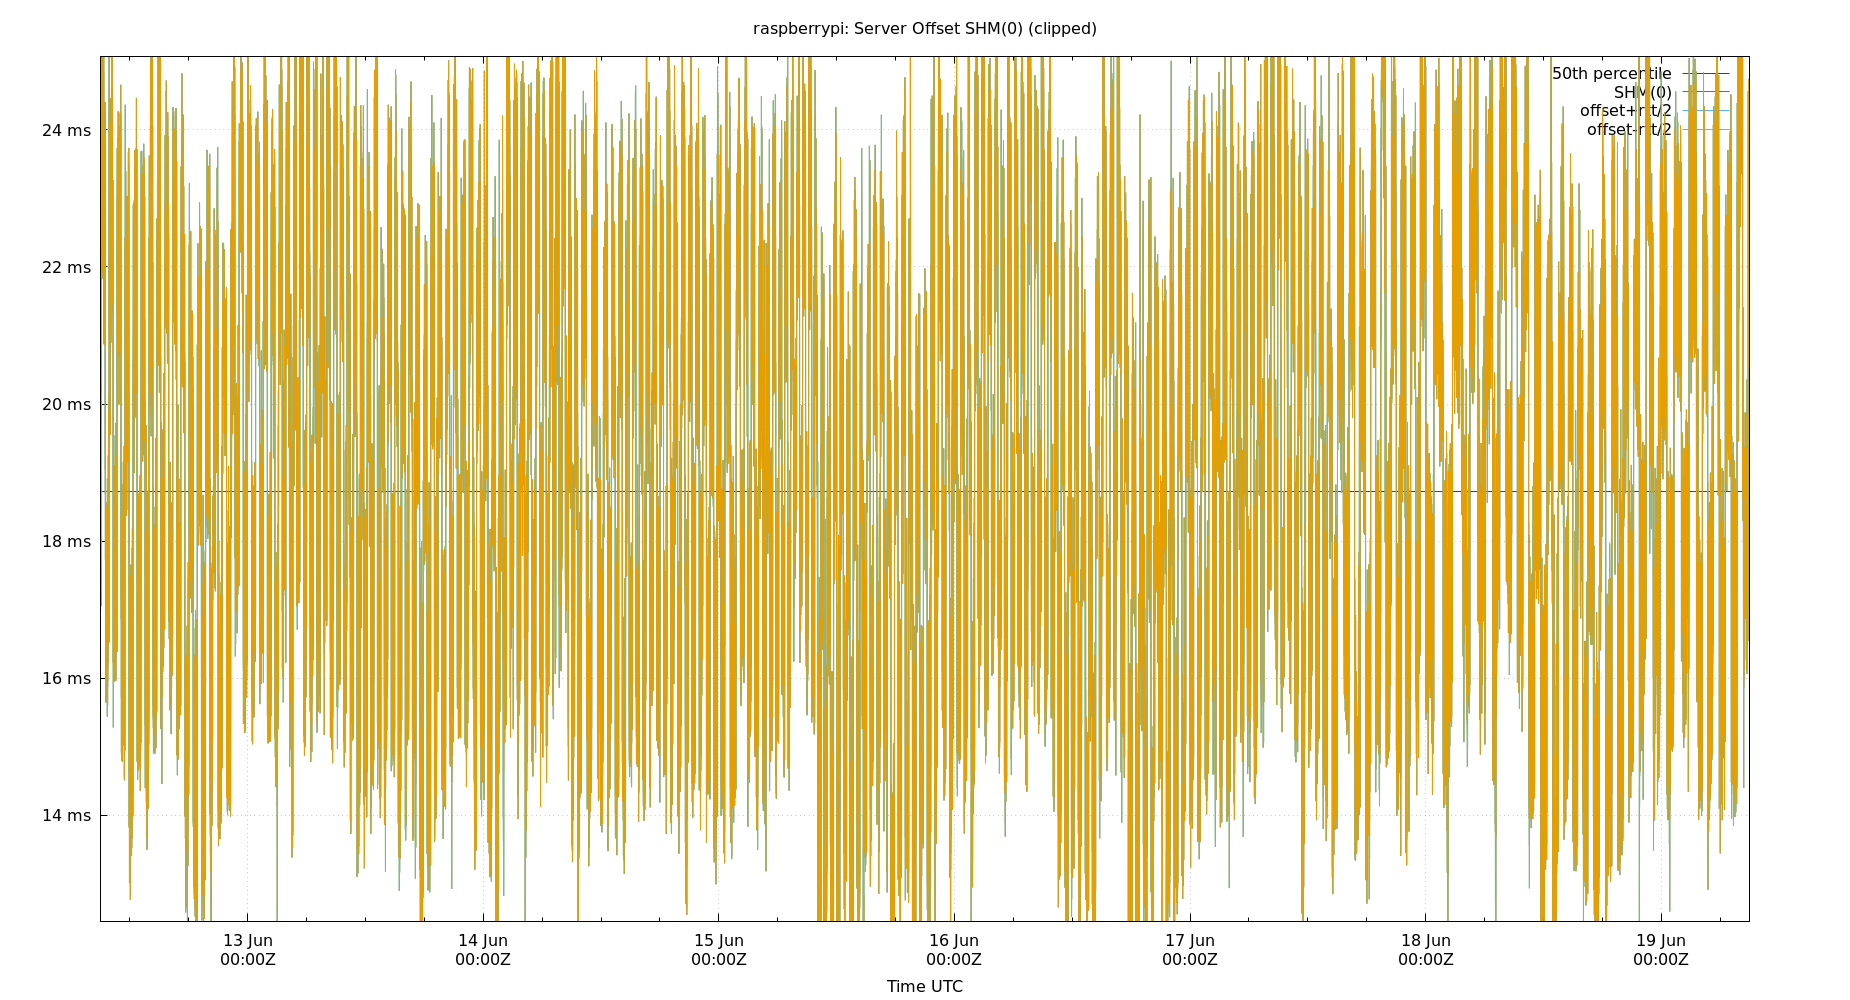 raspberrypi: Server Offset SHM(0) (clipped)
50th percentile
SHM(0)
offset+rtt/2
offset-rtt/2
24 ms
22 ms
20 ms
18 ms
16 ms
14 ms
13 Jun
00:00Z
14 Jun
00:00Z
15 Jun
00:00Z
16 Jun
00:00Z
17 Jun
00:00Z
18 Jun
00:00Z
19 Jun
00:00Z
Time UTC